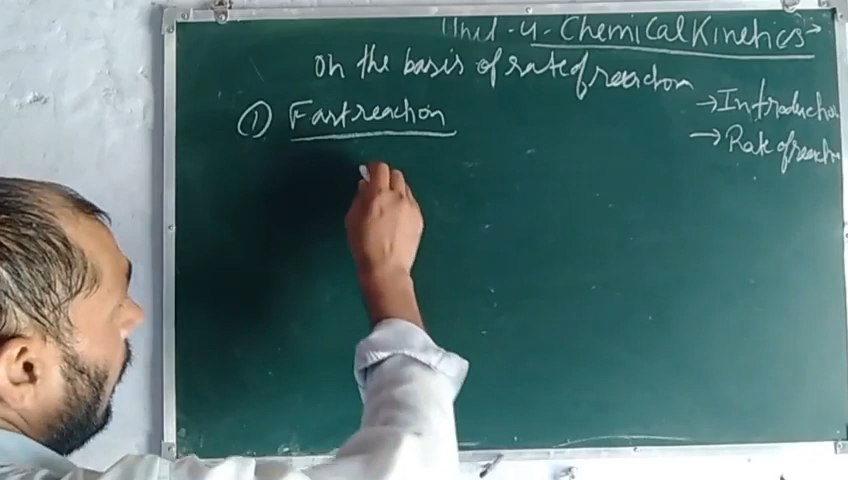 Unit-4-Chemical Kinetics→
on the basis of rate of reaction
→Introduction
① Fast reaction
→ Rate of reaction